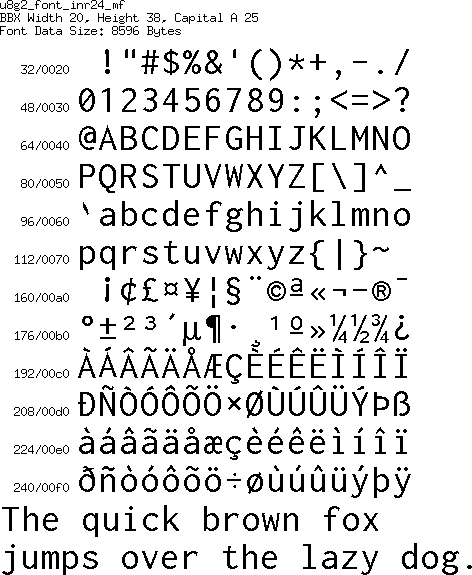 u8g2_font_inr24_mf
BBX Width 20, Height 38, Capital A 25
Font Data Size: 8596 Bytes
32/0020 !"#$%&'()*+,-./
48/0030 0123456789:;<=>?
64/0040 @ABCDEFGHIJKLMNO
80/0050 PQRSTUVWXYZ[\]^_
96/0060 `abcdefghijklmno
112/0070 pqrstuvwxyz{|}~
160/00a0 ¡¢£¤¥¦§¨©ª«¬-®¯
176/00b0 °±²³´µ¶· ¹º»¼½¾¿
192/00c0 ÀÁÂÃÄÅÆÇÈÉÊËÌÍÎÏ
208/00d0 ÐÑÒÓÔÕÖ×ØÙÚÛÜÝÞß
224/00e0 àáâãäåæçèéêëìíîï
240/00f0 ðñòóôõö÷øùúûüýþÿ
The quick brown fox
jumps over the lazy dog.